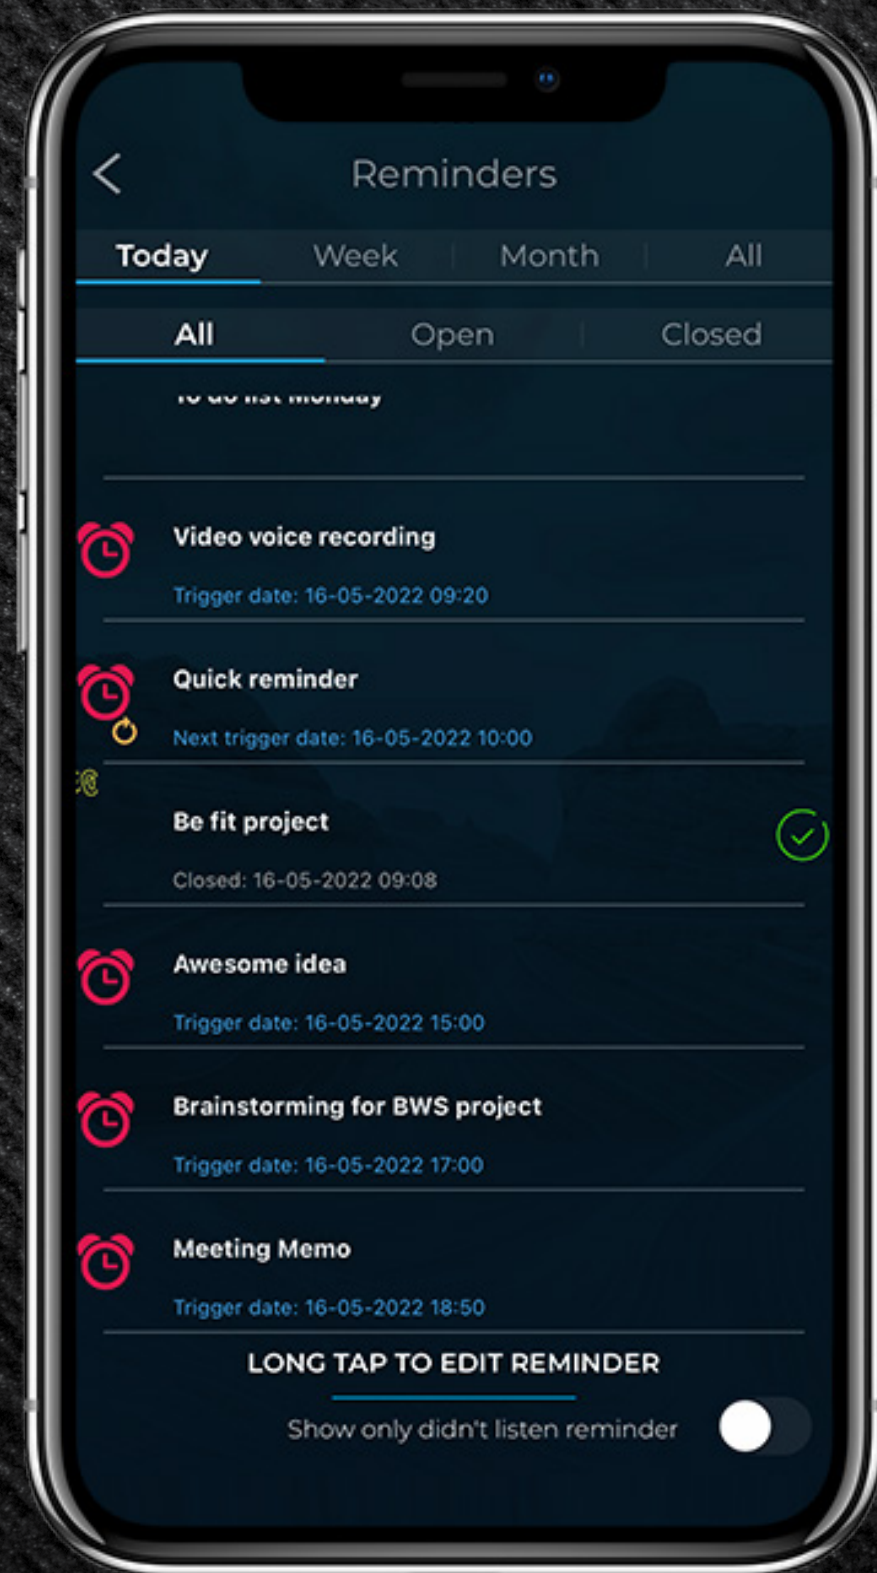 Reminders
Today Week Month All
All Open Closed
To do list Monday
Video voice recording
Trigger date: 16-05-2022 09:20
Quick reminder
Next trigger date: 16-05-2022 10:00
Be fit project
Closed: 16-05-2022 09:08
Awesome idea
Trigger date: 16-05-2022 15:00
Brainstorming for BWS project
Trigger date: 16-05-2022 17:00
Meeting Memo
Trigger date: 16-05-2022 18:50
LONG TAP TO EDIT REMINDER
Show only didn't listen reminder